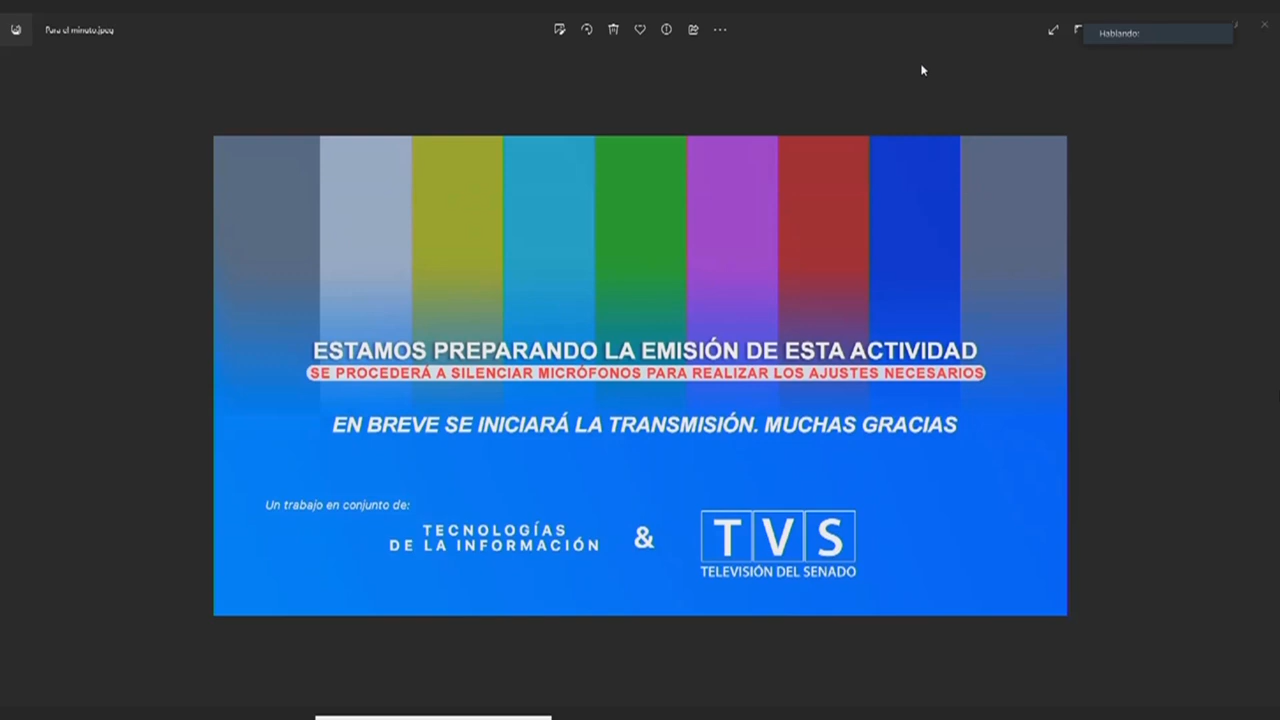 Para el minuto.jpeg
Hablando:
ESTAMOS PREPARANDO LA EMISIÓN DE ESTA ACTIVIDAD
SE PROCEDERÁ A SILENCIAR MICRÓFONOS PARA REALIZAR LOS AJUSTES NECESARIOS
EN BREVE SE INICIARÁ LA TRANSMISIÓN. MUCHAS GRACIAS
Un trabajo en conjunto de:
TECNOLOGÍAS
DE LA INFORMACIÓN
&
TVS
TELEVISIÓN DEL SENADO